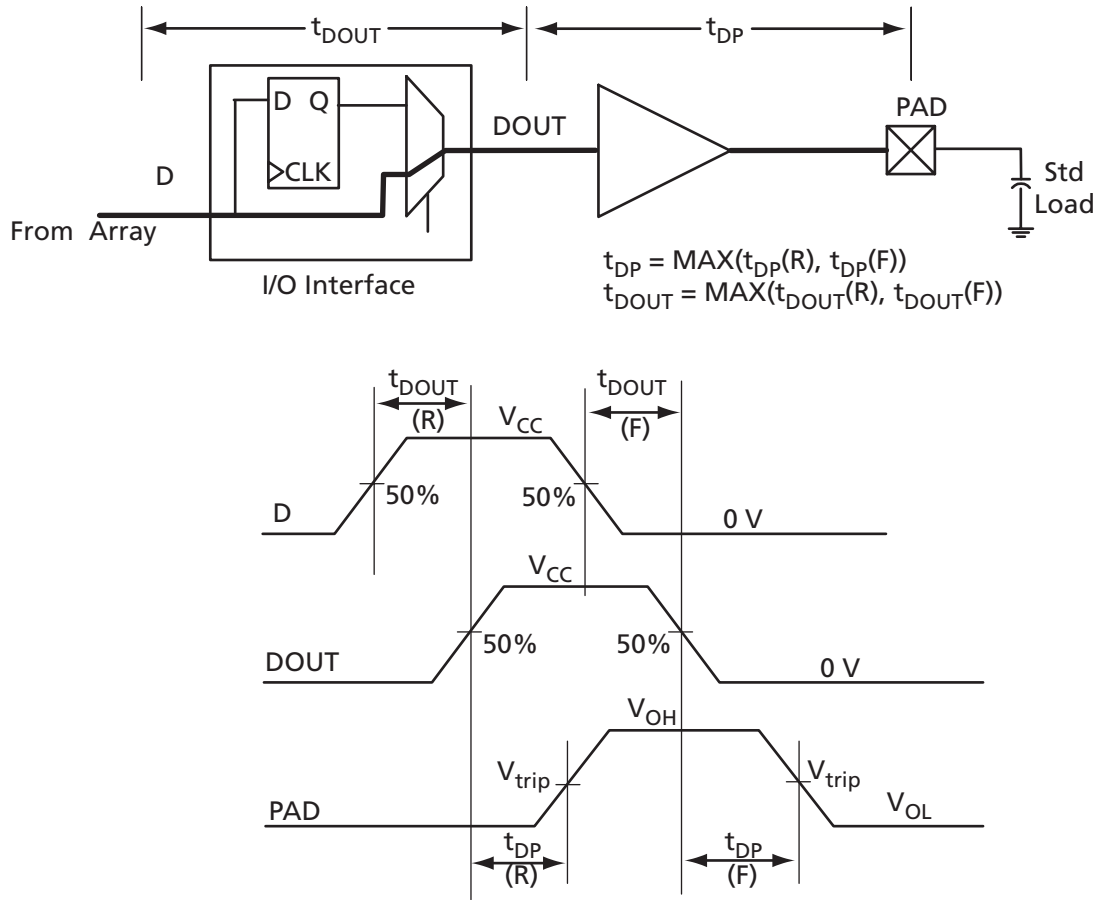 tDOUT
tDP
D Q
CLK
D
From Array
I/O Interface
DOUT
PAD
Std
Load
tDP = MAX(tDP(R), tDP(F))
tDOUT = MAX(tDOUT(R), tDOUT(F))
tDOUT
(R)
VCC
tDOUT
(F)
50%
50%
D
0 V
VCC
50%
50%
DOUT
0 V
VOH
Vtrip
Vtrip
PAD
VOL
tDP
(R)
tDP
(F)